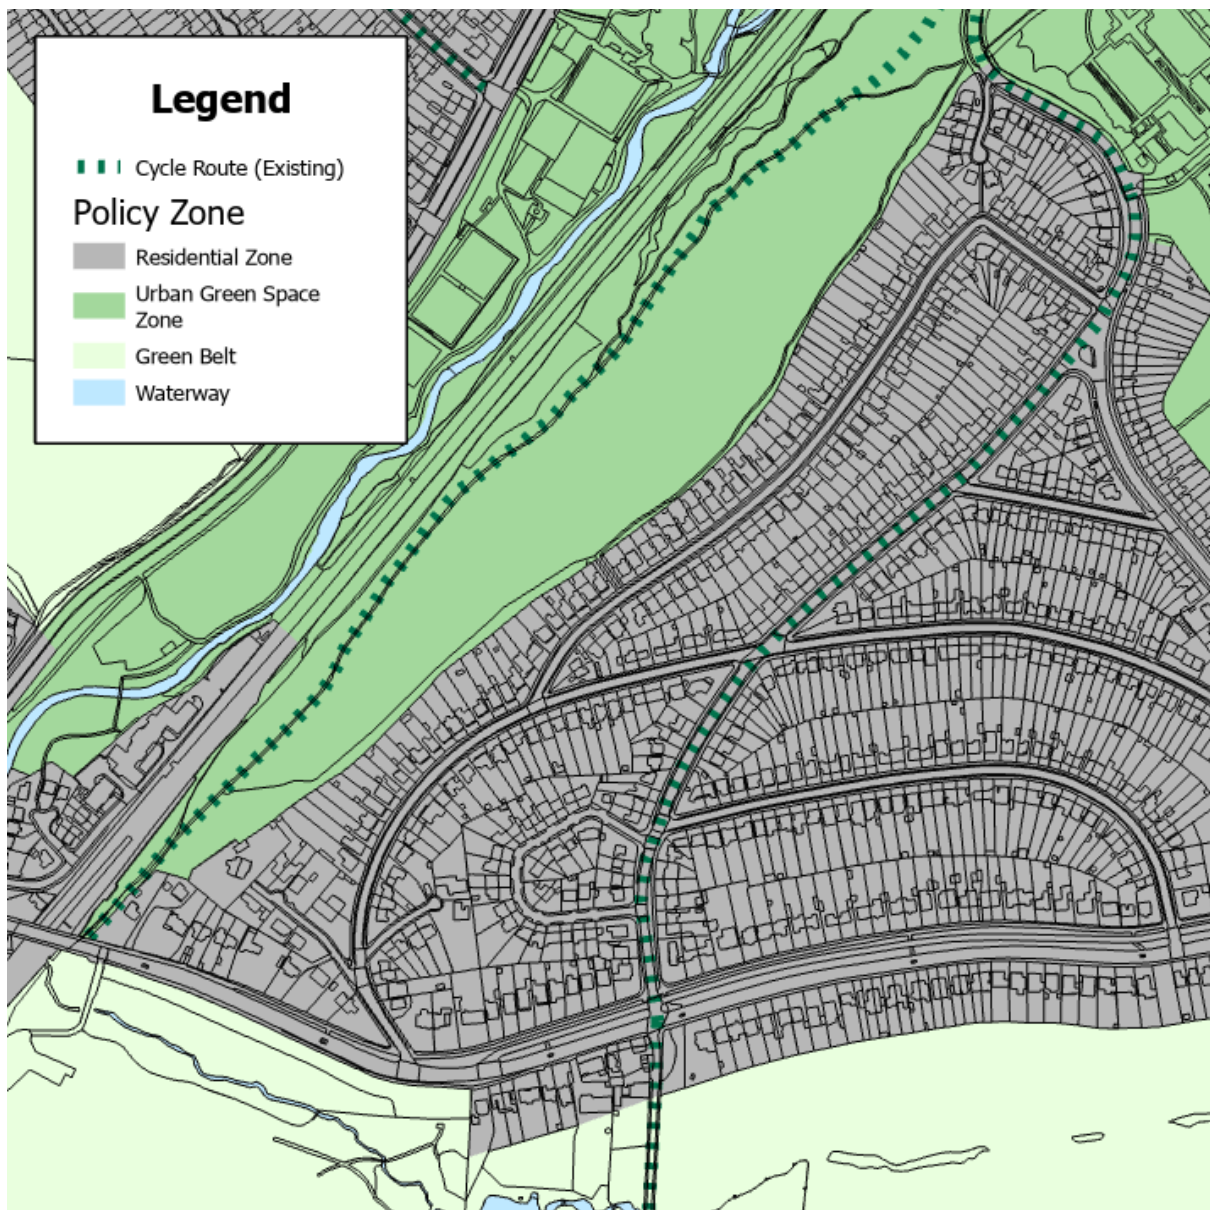 Legend
Cycle Route (Existing)
Policy Zone
Residential Zone
Urban Green Space
Zone
Green Belt
Waterway